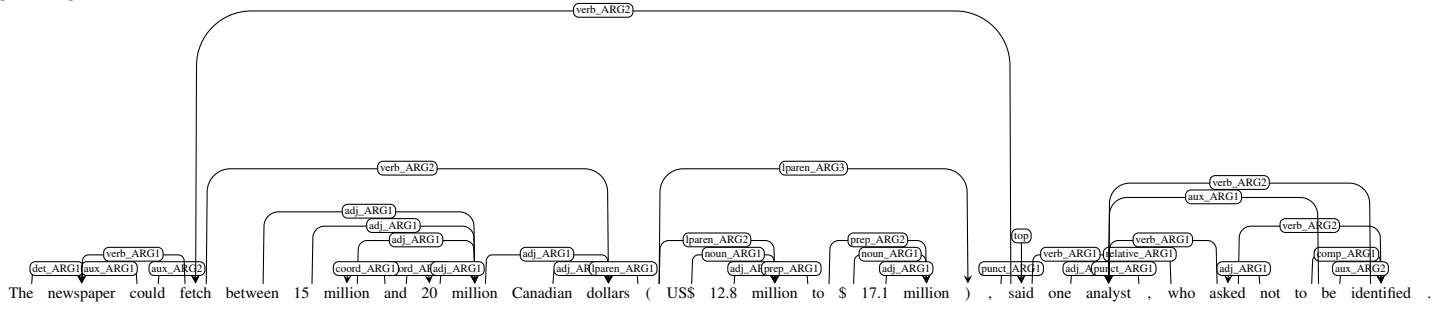 verb_ARG2
verb_ARG2 lparen_ARG3
verb_ARG2
adj_ARG1 aux_ARG1
adj_ARG1 verb_ARG2
adj_ARG1 lparen_ARG2 prep_ARG2 top verb_ARG1
verb_ARG1 adj_ARG1 noun_ARG1 noun_ARG1 verb_ARG1 relative_ARG1 comp_ARG1
det_ARG1 aux_ARG1 aux_ARG2 coord_ARG1 adj_ARG1 lparen_ARG1 prep_ARG1 adj_ARG1 punct_ARG1 punct_ARG1 adj_ARG1 aux_ARG2
The newspaper could fetch between 15 million and 20 million Canadian dollars ( US$ 12.8 million to $ 17.1 million ) , said one analyst , who asked not to be identified .